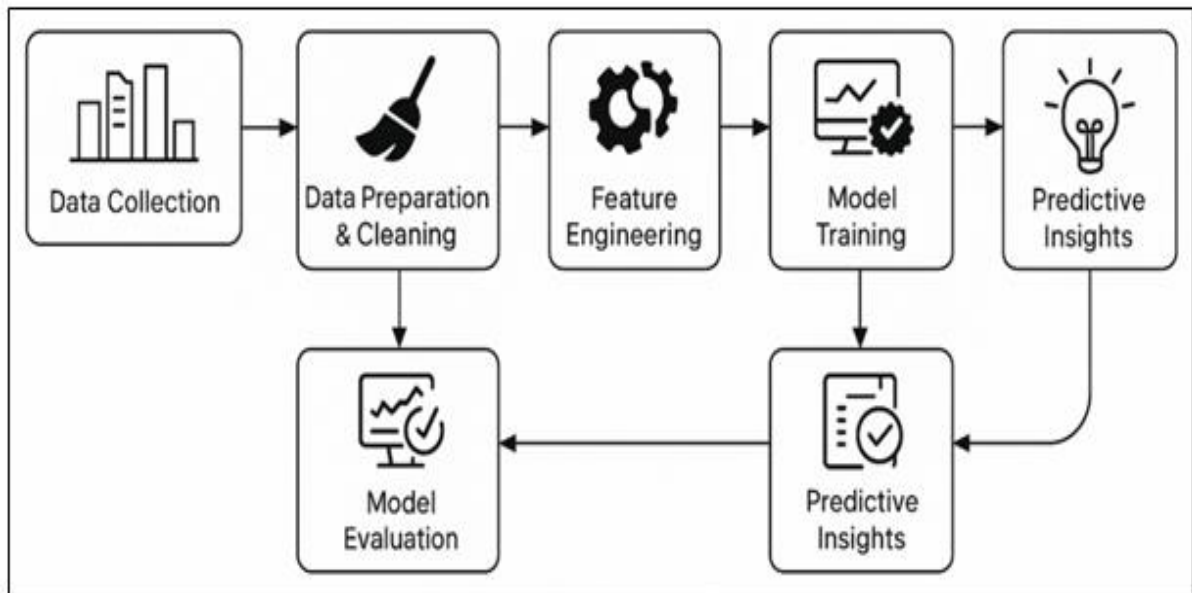 Data Collection
Data Preparation
& Cleaning
Feature
Engineering
Model
Training
Predictive
Insights
Model
Evaluation
Predictive
Insights